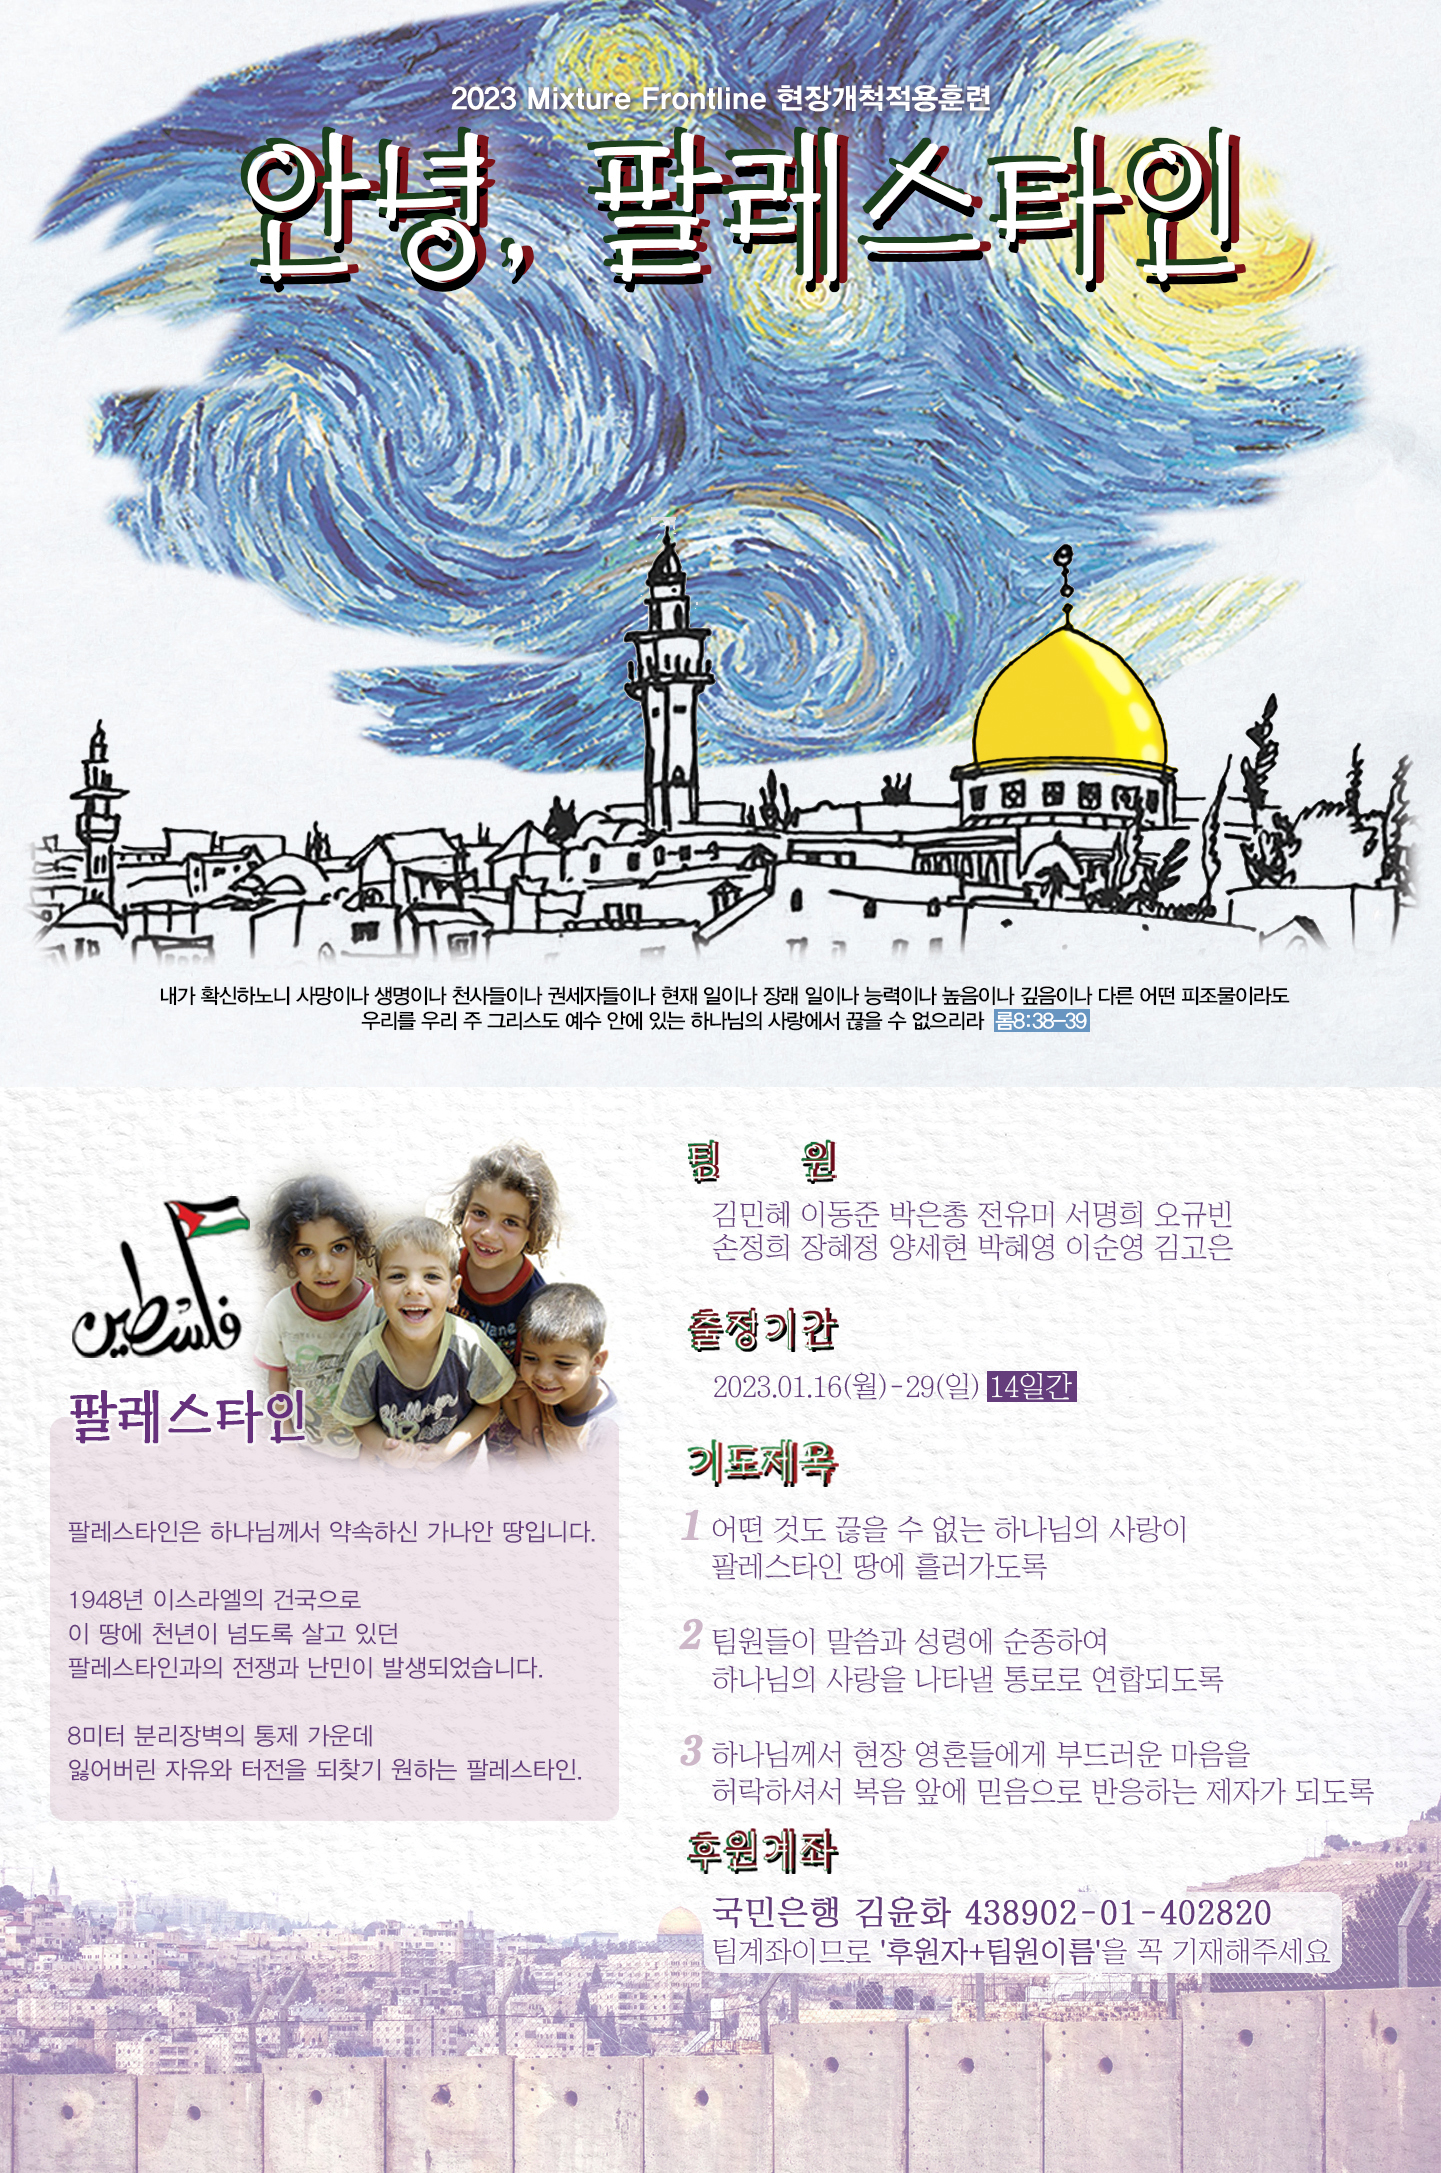 2023 Mixture Frontline 현장개척적용훈련
안녕, 팔레스타인
내가 확신하노니 사망이나 생명이나 천사들이나 권세자들이나 현재 일이나 장래 일이나 능력이나 높음이나 깊음이나 다른 어떤 피조물이라도
우리를 우리 주 그리스도 예수 안에 있는 하나님의 사랑에서 끊을 수 없으리라 롬8:38-39
فلسطين
팔레스타인
팔레스타인은 하나님께서 약속하신 가나안 땅입니다.
1948년 이스라엘의 건국으로
이 땅에 천년이 넘도록 살고 있던
팔레스타인과의 전쟁과 난민이 발생되었습니다.
8미터 분리장벽의 통제 가운데
잃어버린 자유와 터전을 되찾기 원하는 팔레스타인.
팀 원
김민혜 이동준 박은총 전유미 서명희 오규빈
손정희 장혜정 양세현 박혜영 이순영 김고은
출정기간
2023.01.16(월)-29(일) 14일간
기도제목
1 어떤 것도 끊을 수 없는 하나님의 사랑이
팔레스타인 땅에 흘러가도록
2 팀원들이 말씀과 성령에 순종하여
하나님의 사랑을 나타낼 통로로 연합되도록
3 하나님께서 현장 영혼들에게 부드러운 마음을
허락하셔서 복음 앞에 믿음으로 반응하는 제자가 되도록
후원계좌
국민은행 김윤화 438902-01-402820
팀계좌이므로 '후원자+팀원이름'을 꼭 기재해주세요